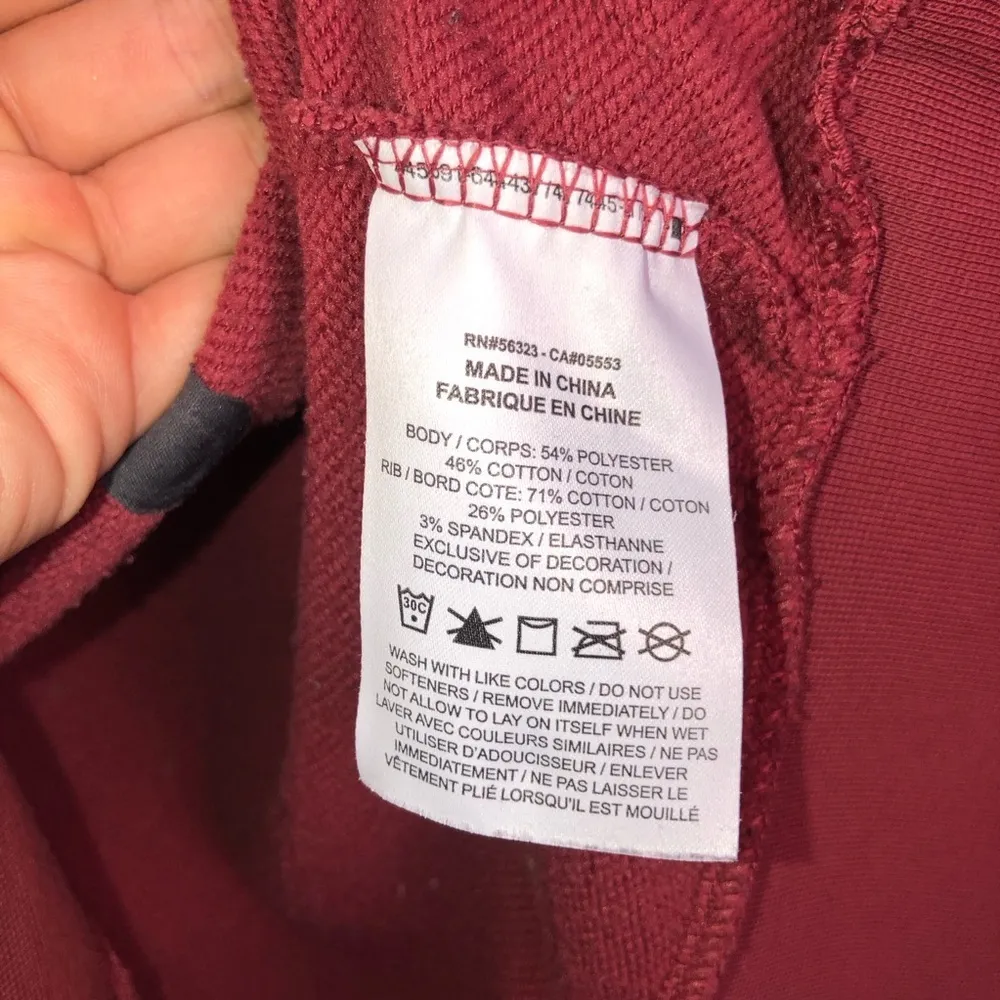 RN#56323 - CA#05553
MADE IN CHINA
FABRIQUE EN CHINE
BODY / CORPS: 54% POLYESTER
46% COTTON / COTON
RIB / BORD COTE: 71% COTTON / COTON
26% POLYESTER
3% SPANDEX / ELASTHANNE
EXCLUSIVE OF DECORATION /
DECORATION NON COMPRISE
30C
WASH WITH LIKE COLORS / DO NOT USE
SOFTENERS / REMOVE IMMEDIATELY / DO
NOT ALLOW TO LAY ON ITSELF WHEN WET
LAVER AVEC COULEURS SIMILAIRES / NE PAS
UTILISER D'ADOUCISSEUR / ENLEVER
IMMEDIATEMENT / NE PAS LAISSER LE
VÊTEMENT PLIÉ LORSQU'IL EST MOUILLÉ